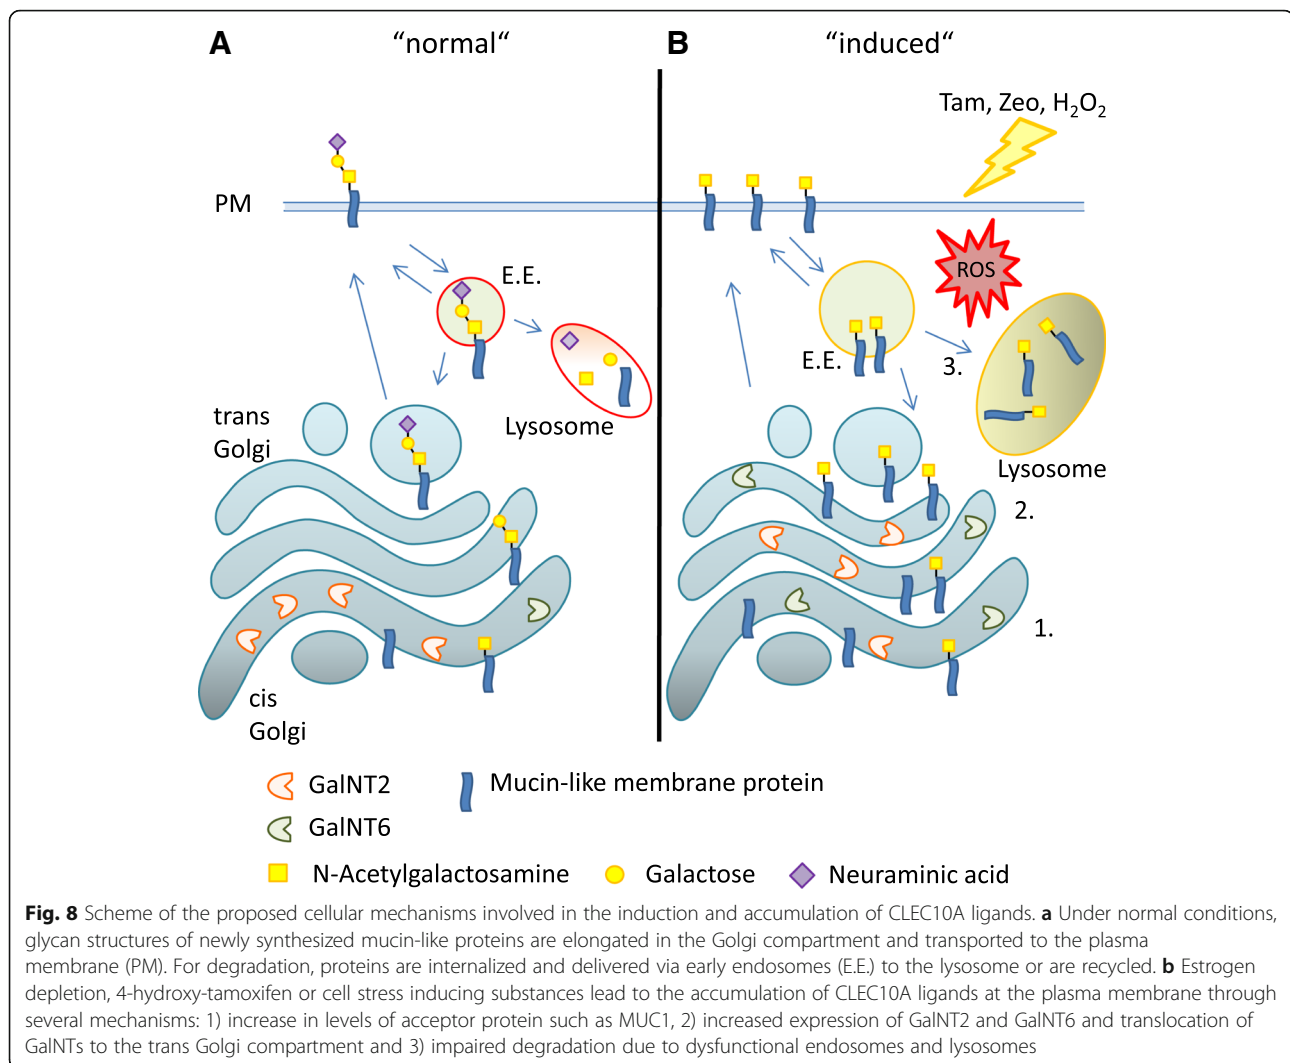 A
“normal“
B
“induced“
Tam, Zeo, H₂O₂
PM
E.E.
ROS
E.E.
3.
trans
Golgi
Lysosome
Lysosome
2.
1.
cis
Golgi
GalNT2
Mucin-like membrane protein
GalNT6
N-Acetylgalactosamine
Galactose
Neuraminic acid
Fig. 8 Scheme of the proposed cellular mechanisms involved in the induction and accumulation of CLEC10A ligands. a Under normal conditions,
glycan structures of newly synthesized mucin-like proteins are elongated in the Golgi compartment and transported to the plasma
membrane (PM). For degradation, proteins are internalized and delivered via early endosomes (E.E.) to the lysosome or are recycled. b Estrogen
depletion, 4-hydroxy-tamoxifen or cell stress inducing substances lead to the accumulation of CLEC10A ligands at the plasma membrane through
several mechanisms: 1) increase in levels of acceptor protein such as MUC1, 2) increased expression of GalNT2 and GalNT6 and translocation of
GalNTs to the trans Golgi compartment and 3) impaired degradation due to dysfunctional endosomes and lysosomes